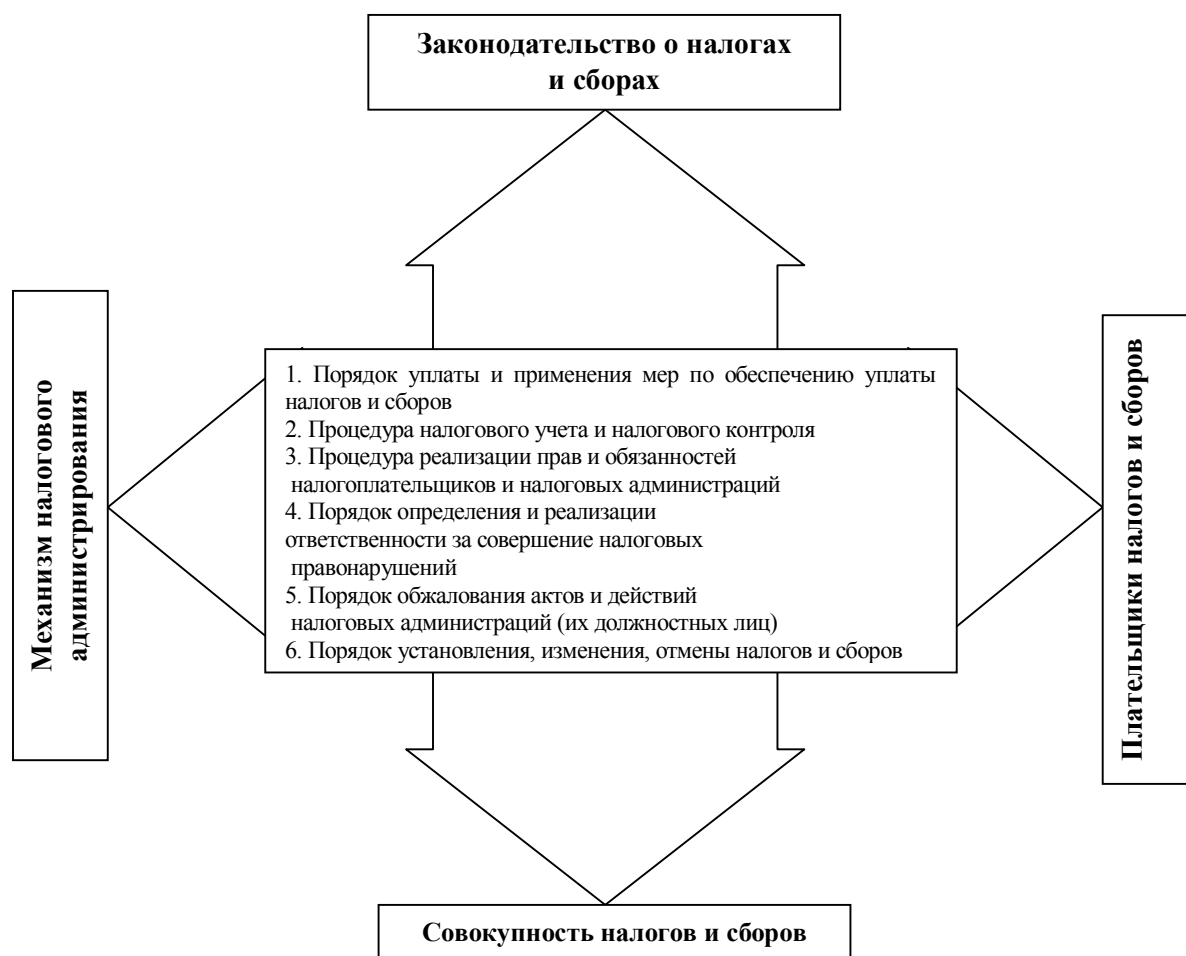 Законодательство о налогах
и сборах
Механизм налогового
администрирования
1. Порядок уплаты и применения мер по обеспечению уплаты
налогов и сборов
2. Процедура налогового учета и налогового контроля
3. Процедура реализации прав и обязанностей
налогоплательщиков и налоговых администраций
4. Порядок определения и реализации
ответственности за совершение налоговых
правонарушений
5. Порядок обжалования актов и действий
налоговых администраций (их должностных лиц)
6. Порядок установления, изменения, отмены налогов и сборов
Плательщики налогов и сборов
Совокупность налогов и сборов